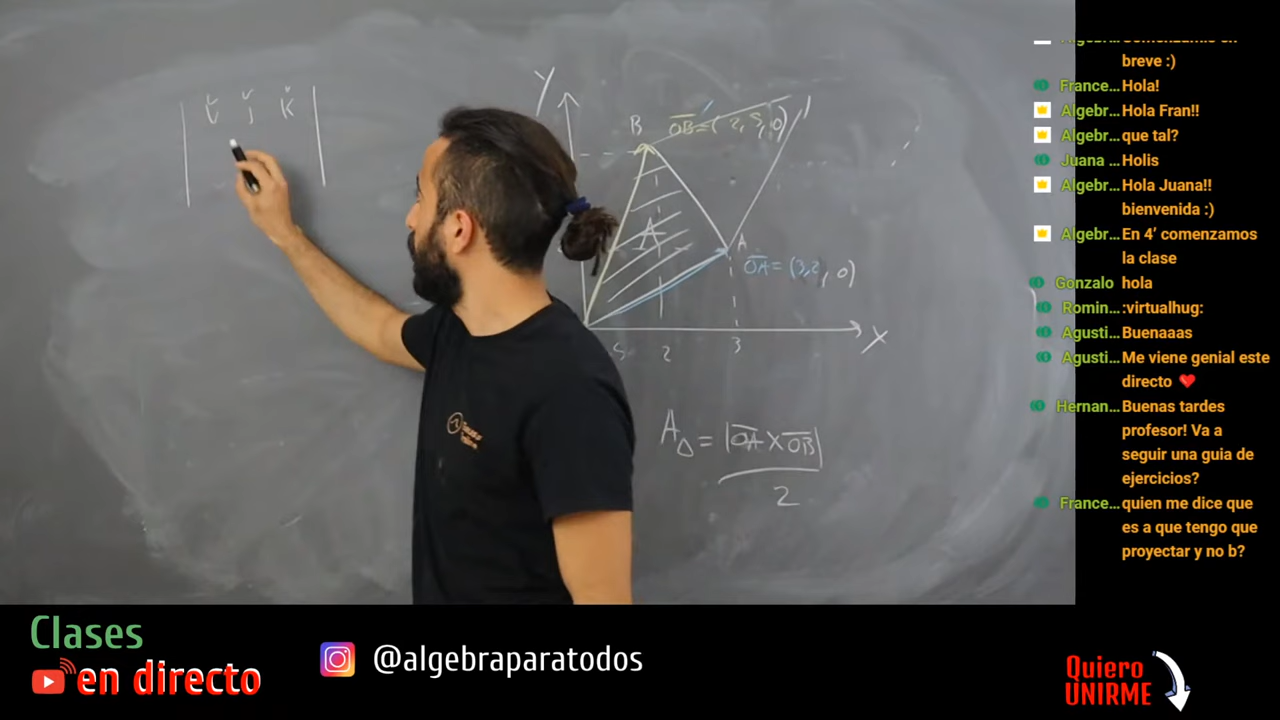 i j k
Y
B
OB=(2,5,0)
A
A
OA=(3,2,0)
2
3
X
A△ = |OA X OB|
2
breve :)
France... Hola!
Algebr... Hola Fran!!
Algebr... que tal?
Juana ... Holis
Algebr... Hola Juana!!
bienvenida :)
Algebr... En 4' comenzamos
la clase
Gonzalo hola
Romin... :virtualhug:
Agusti... Buenaaas
Agusti... Me viene genial este
directo ❤
Hernan... Buenas tardes
profesor! Va a
seguir una guia de
ejercicios?
France... quien me dice que
es a que tengo que
proyectar y no b?
Clases
en directo
@algebraparatodos
Quiero
UNIRME